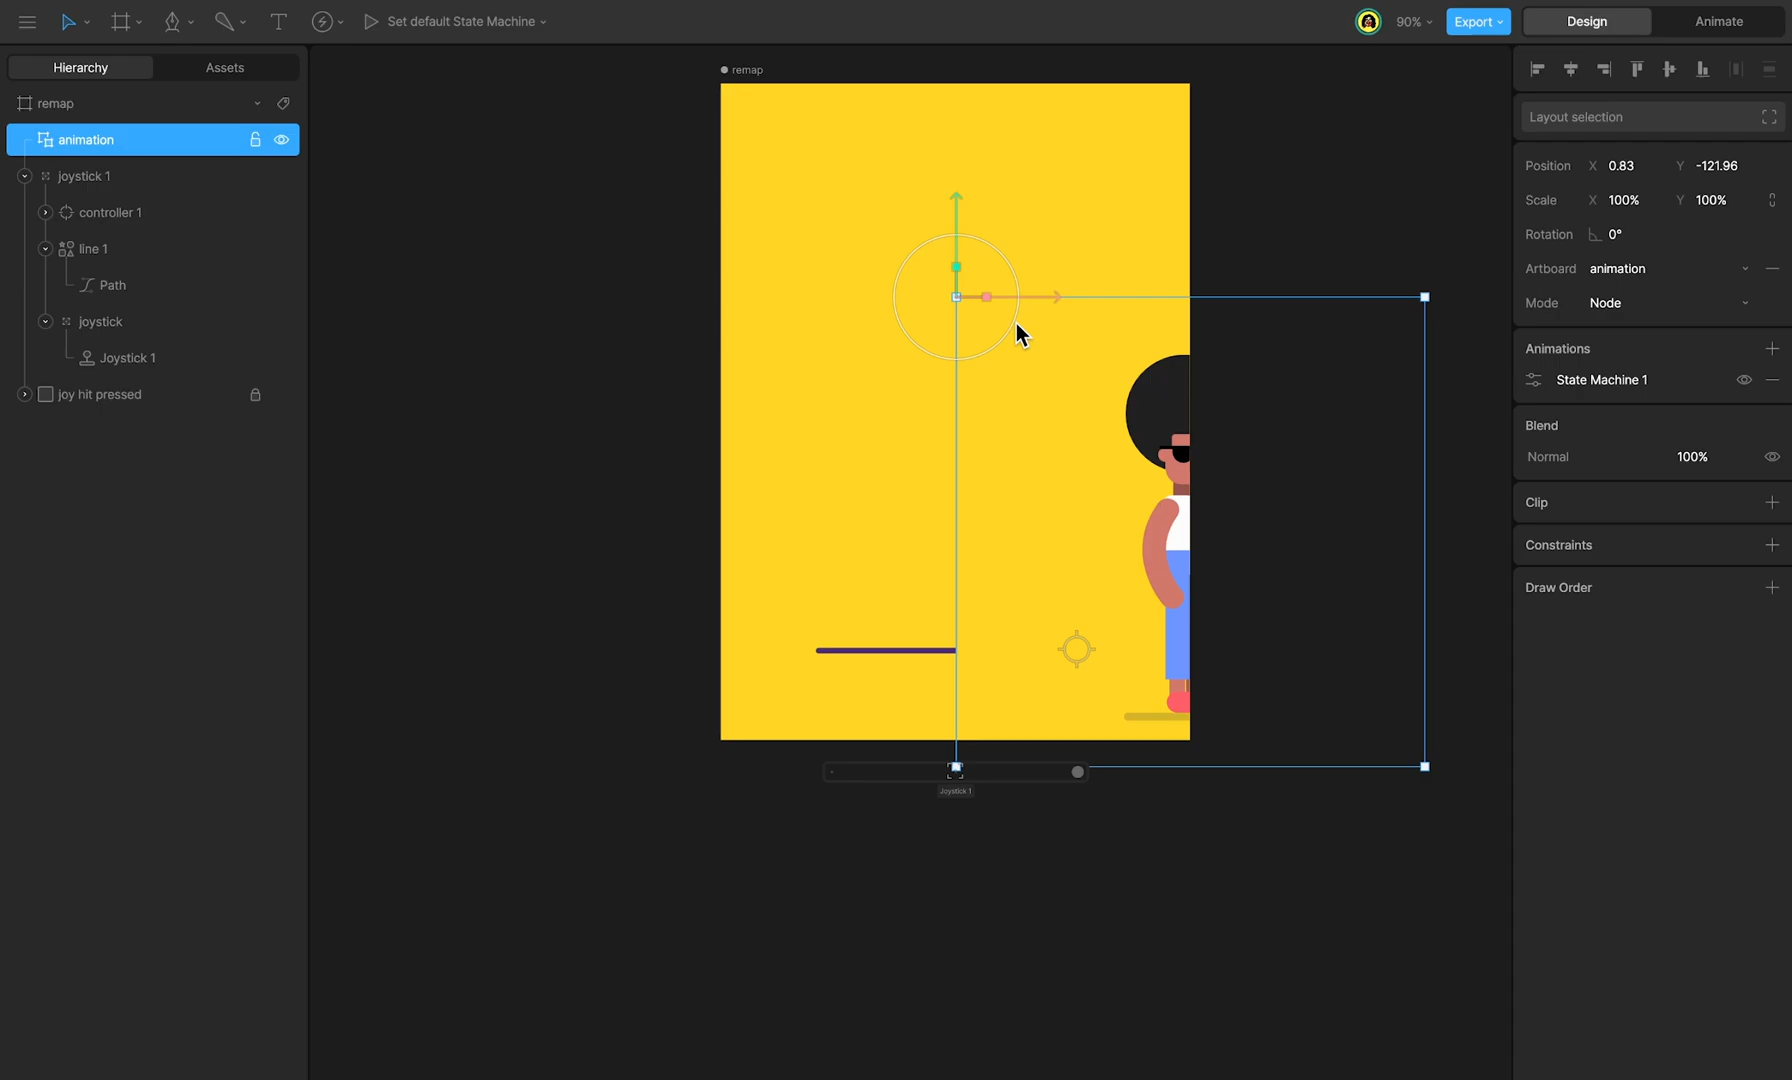 Set default State Machine
90%
Export
Design
Animate
Hierarchy
Assets
remap
animation
joystick 1
controller 1
line 1
Path
joystick
Joystick 1
joy hit pressed
remap
Joystick 1
Layout selection
Position X 0.83 Y -121.96
Scale X 100% Y 100%
Rotation 0°
Artboard animation
Mode Node
Animations
State Machine 1
Blend
Normal 100%
Clip
Constraints
Draw Order